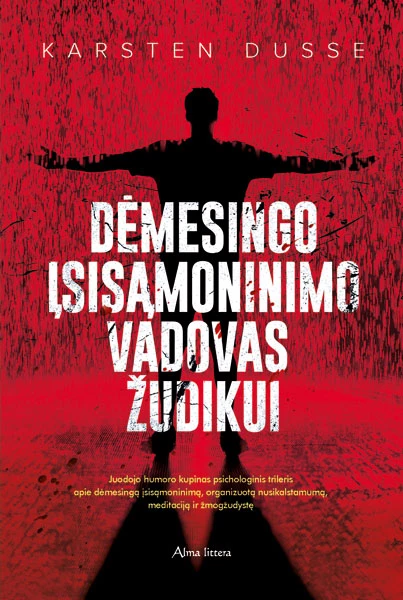 KARSTEN DUSSE
DĖMESINGO
ĮSISĄMONINIMO
VADOVAS
ŽUDIKUI
Juodojo humoro kupinas psichologinis trileris
apie dėmesingą įsisąmoninimą, organizuotą nusikalstamumą,
meditaciją ir žmogžudystę
Alma littera